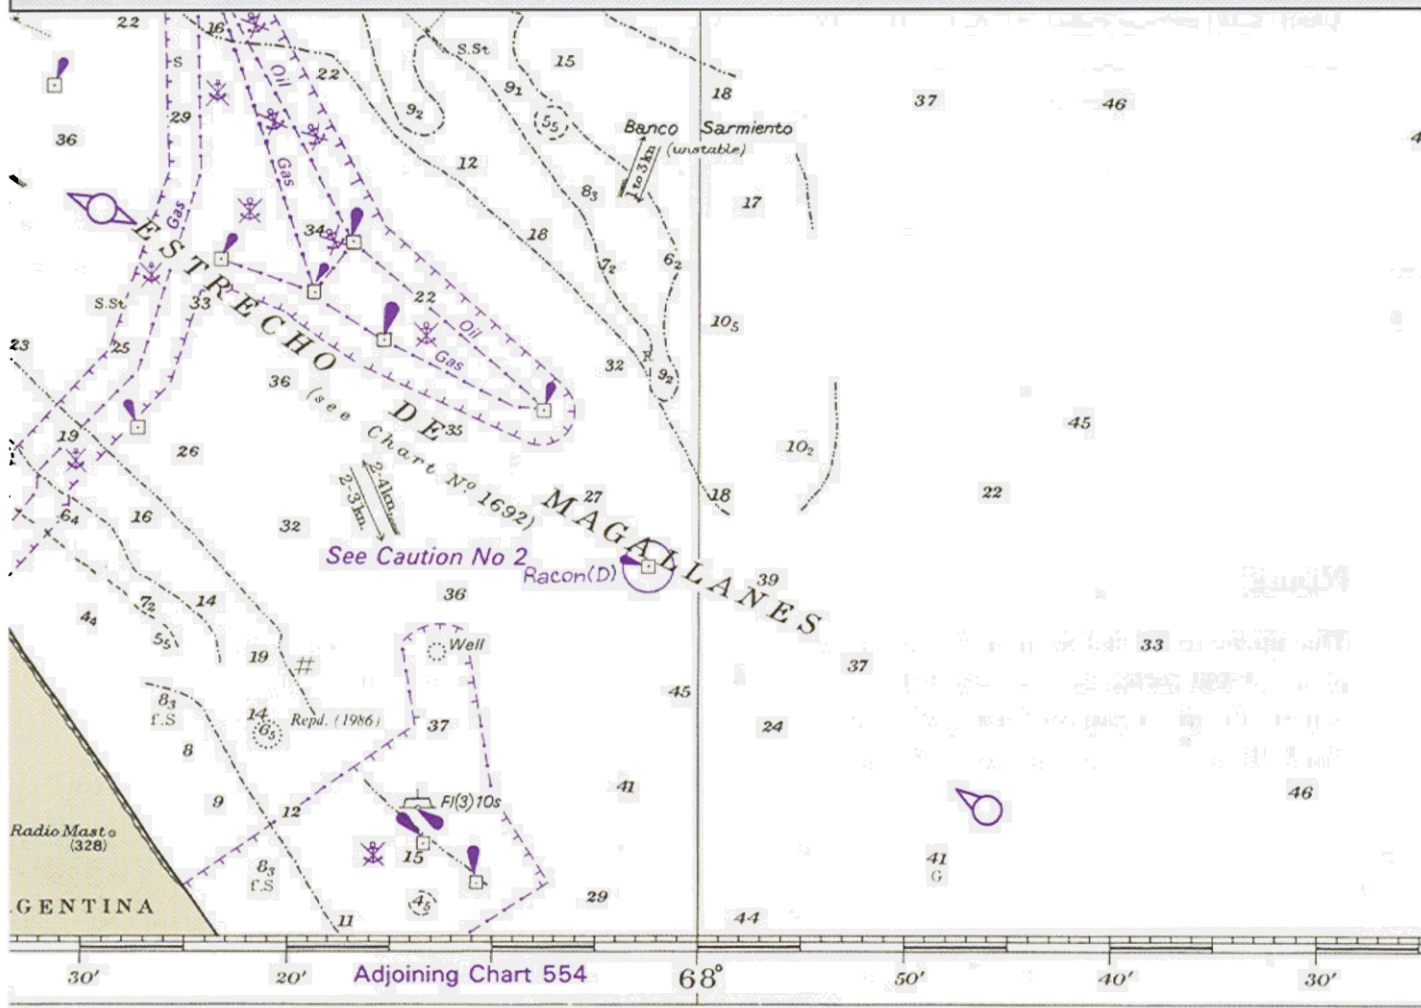 22
16
S
Oil
22
S.St
15
9₁
18
37
46
4
36
29
9₂
5₅
Banco Sarmiento
(unstable)
1 to 3 kn
12
Gas
8₃
17
Gas
34
18
7₂
6₂
ESTRECHO DE MAGALLANES
(see Chart Nº 1692)
S.St
33
22
Oil
10₅
23
25
Gas
36
32
9₂
35
45
19
26
10₂
2-4kn.
2-3kn.
27
18
22
6₄
16
32
See Caution No 2
Racon(D)
39
36
4₄
7₂
14
5₅
Well
33
19
37
45
8₃
f.S
14
6₅
Repd. (1986)
37
24
8
41
46
9
12
Fl(3)10s
Radio Mast
(328)
15
8₃
f.S
41
G
4₅
29
GENTINA
11
44
30'
20'
Adjoining Chart 554
68°
50'
40'
30'